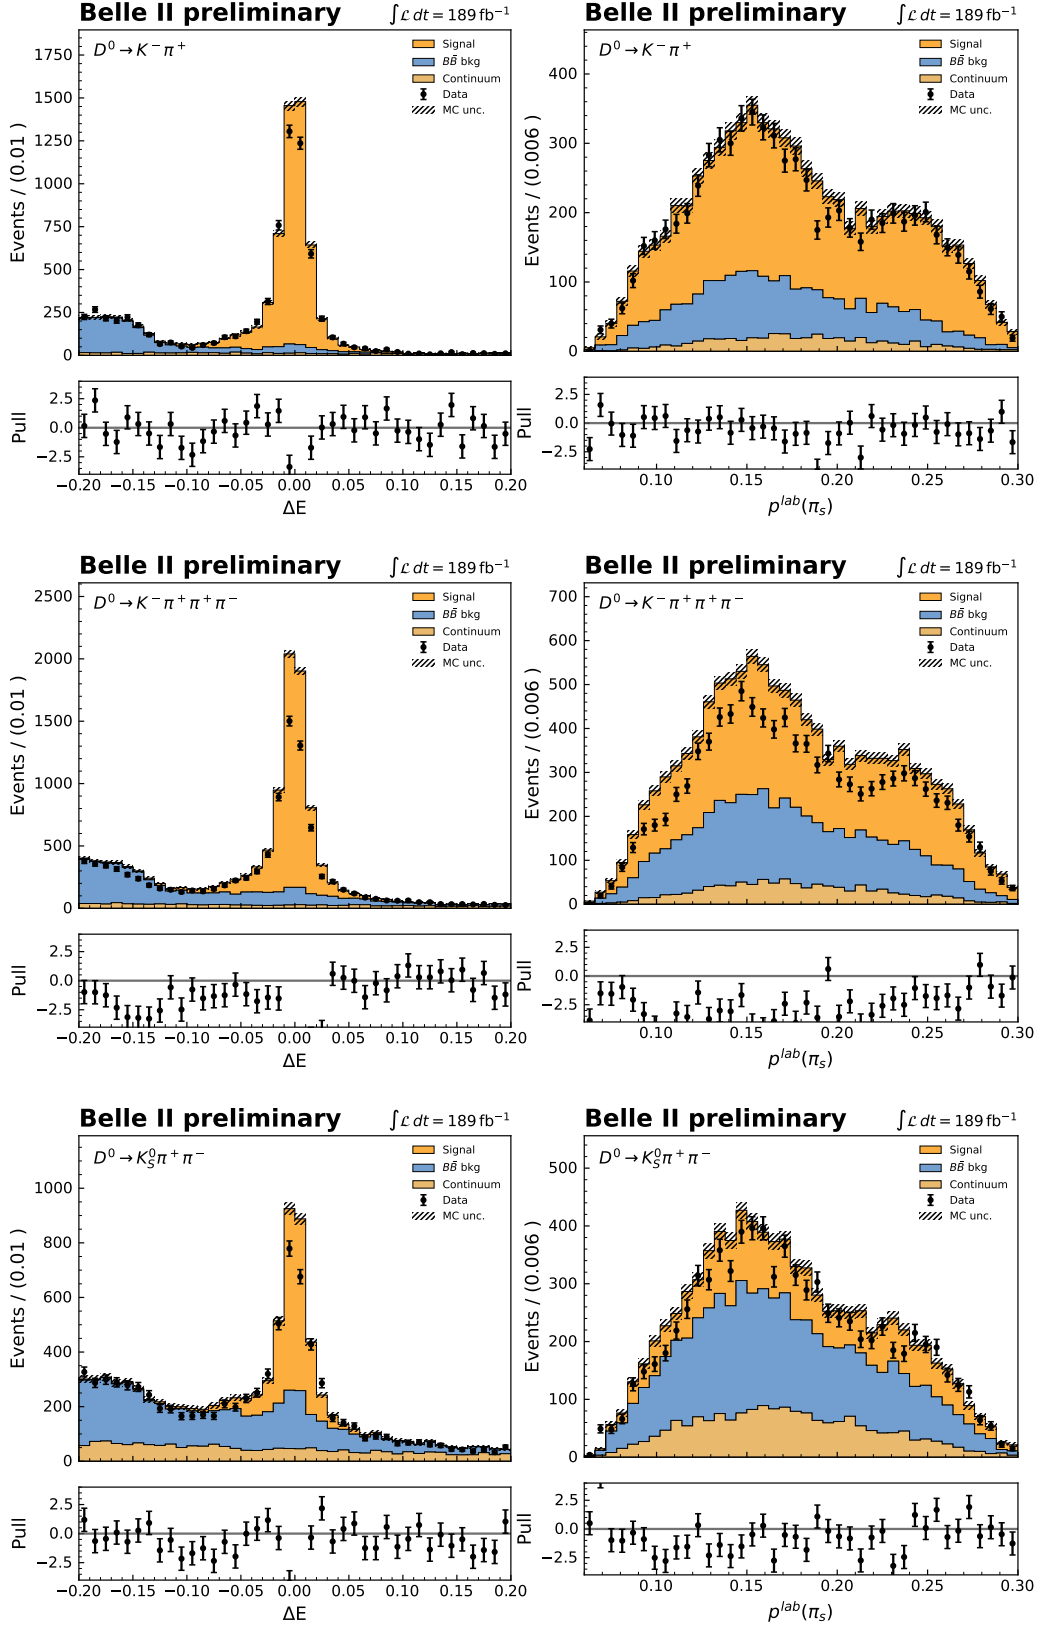 Belle II preliminary
∫ℒ dt = 189 fb⁻¹
D⁰ → K⁻π⁺
Signal
BB̄ bkg
Continuum
Data
MC unc.
Events / (0.01)
1750
1500
1250
1000
750
500
250
0
Pull
2.5
0.0
−2.5
−0.20 −0.15 −0.10 −0.05 0.00 0.05 0.10 0.15 0.20
ΔE
Belle II preliminary
∫ℒ dt = 189 fb⁻¹
D⁰ → K⁻π⁺
Signal
BB̄ bkg
Continuum
Data
MC unc.
Events / (0.006 )
400
300
200
100
0
Pull
2.5
0.0
−2.5
0.10 0.15 0.20 0.25 0.30
p^{lab}(π_s)
Belle II preliminary
∫ℒ dt = 189 fb⁻¹
D⁰ → K⁻π⁺π⁺π⁻
Signal
BB̄ bkg
Continuum
Data
MC unc.
Events / (0.01 )
2500
2000
1500
1000
500
0
Pull
2.5
0.0
−2.5
−0.20 −0.15 −0.10 −0.05 0.00 0.05 0.10 0.15 0.20
ΔE
Belle II preliminary
∫ℒ dt = 189 fb⁻¹
D⁰ → K⁻π⁺π⁺π⁻
Signal
BB̄ bkg
Continuum
Data
MC unc.
Events / (0.006 )
700
600
500
400
300
200
100
0
Pull
2.5
0.0
−2.5
0.10 0.15 0.20 0.25 0.30
p^{lab}(π_s)
Belle II preliminary
∫ℒ dt = 189 fb⁻¹
D⁰ → K_S⁰π⁺π⁻
Signal
BB̄ bkg
Continuum
Data
MC unc.
Events / (0.01 )
1000
800
600
400
200
0
Pull
2.5
0.0
−2.5
−0.20 −0.15 −0.10 −0.05 0.00 0.05 0.10 0.15 0.20
ΔE
Belle II preliminary
∫ℒ dt = 189 fb⁻¹
D⁰ → K_S⁰π⁺π⁻
Signal
BB̄ bkg
Continuum
Data
MC unc.
Events / (0.006 )
500
400
300
200
100
0
Pull
2.5
0.0
−2.5
0.10 0.15 0.20 0.25 0.30
p^{lab}(π_s)